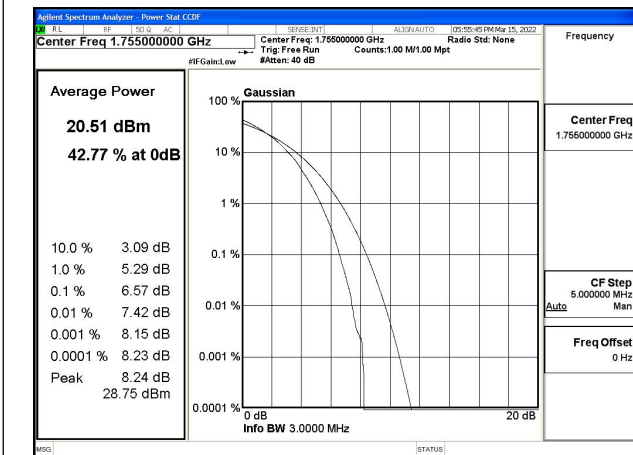 Agilent Spectrum Analyzer - Power Stat CCDF
RL RF 50 Ω AC SENSE:INT ALIGN AUTO 05:55:45 PM Mar 15, 2022
Center Freq 1.755000000 GHz
Center Freq: 1.755000000 GHz Radio Std: None
Trig: Free Run Counts:1.00 M/1.00 Mpt
#IFGain:Low #Atten: 40 dB
Frequency
Average Power
20.51 dBm
42.77 % at 0dB
10.0 % 3.09 dB
1.0 % 5.29 dB
0.1 % 6.57 dB
0.01 % 7.42 dB
0.001 % 8.15 dB
0.0001 % 8.23 dB
Peak 8.24 dB
28.75 dBm
Gaussian
100 %
10 %
1 %
0.1 %
0.01 %
0.001 %
0.0001 %
0 dB 20 dB
Info BW 3.0000 MHz
Center Freq
1.755000000 GHz
CF Step
5.000000 MHz
Auto Man
Freq Offset
0 Hz
MSG STATUS